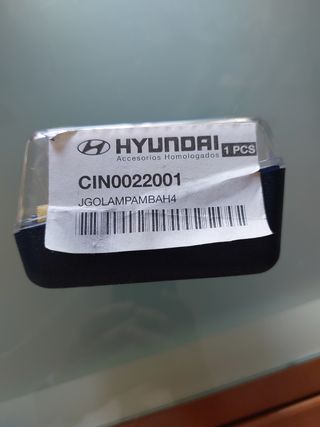 HYUNDAI
Accesorios Homologados 1 PCS
CIN0022001
JGOLAMPAMBAH4